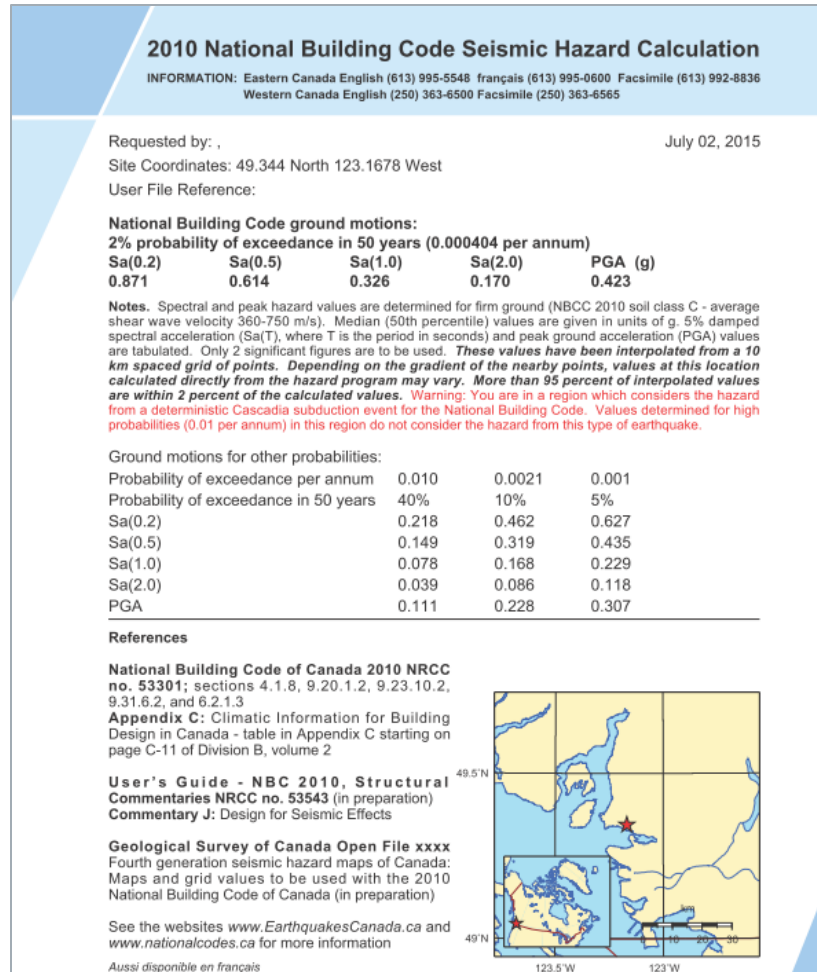 2010 National Building Code Seismic Hazard Calculation
INFORMATION: Eastern Canada English (613) 995-5548 français (613) 995-0600 Facsimile (613) 992-8836
Western Canada English (250) 363-6500 Facsimile (250) 363-6565
Requested by: , July 02, 2015
Site Coordinates: 49.344 North 123.1678 West
User File Reference:
National Building Code ground motions:
2% probability of exceedance in 50 years (0.000404 per annum)
Sa(0.2) Sa(0.5) Sa(1.0) Sa(2.0) PGA (g)
0.871 0.614 0.326 0.170 0.423
Notes. Spectral and peak hazard values are determined for firm ground (NBCC 2010 soil class C - average
shear wave velocity 360-750 m/s). Median (50th percentile) values are given in units of g. 5% damped
spectral acceleration (Sa(T), where T is the period in seconds) and peak ground acceleration (PGA) values
are tabulated. Only 2 significant figures are to be used. These values have been interpolated from a 10
km spaced grid of points. Depending on the gradient of the nearby points, values at this location
calculated directly from the hazard program may vary. More than 95 percent of interpolated values
are within 2 percent of the calculated values. Warning: You are in a region which considers the hazard
from a deterministic Cascadia subduction event for the National Building Code. Values determined for high
probabilities (0.01 per annum) in this region do not consider the hazard from this type of earthquake.
Ground motions for other probabilities:
Probability of exceedance per annum 0.010 0.0021 0.001
Probability of exceedance in 50 years 40% 10% 5%
Sa(0.2) 0.218 0.462 0.627
Sa(0.5) 0.149 0.319 0.435
Sa(1.0) 0.078 0.168 0.229
Sa(2.0) 0.039 0.086 0.118
PGA 0.111 0.228 0.307
References
National Building Code of Canada 2010 NRCC
no. 53301; sections 4.1.8, 9.20.1.2, 9.23.10.2,
9.31.6.2, and 6.2.1.3
Appendix C: Climatic Information for Building
Design in Canada - table in Appendix C starting on
page C-11 of Division B, volume 2
User's Guide - NBC 2010, Structural
Commentaries NRCC no. 53543 (in preparation)
Commentary J: Design for Seismic Effects
Geological Survey of Canada Open File xxxx
Fourth generation seismic hazard maps of Canada:
Maps and grid values to be used with the 2010
National Building Code of Canada (in preparation)
See the websites www.EarthquakesCanada.ca and
www.nationalcodes.ca for more information
Aussi disponible en français
49.5°N
km
0 10 20 30
49°N
123.5°W 123°W